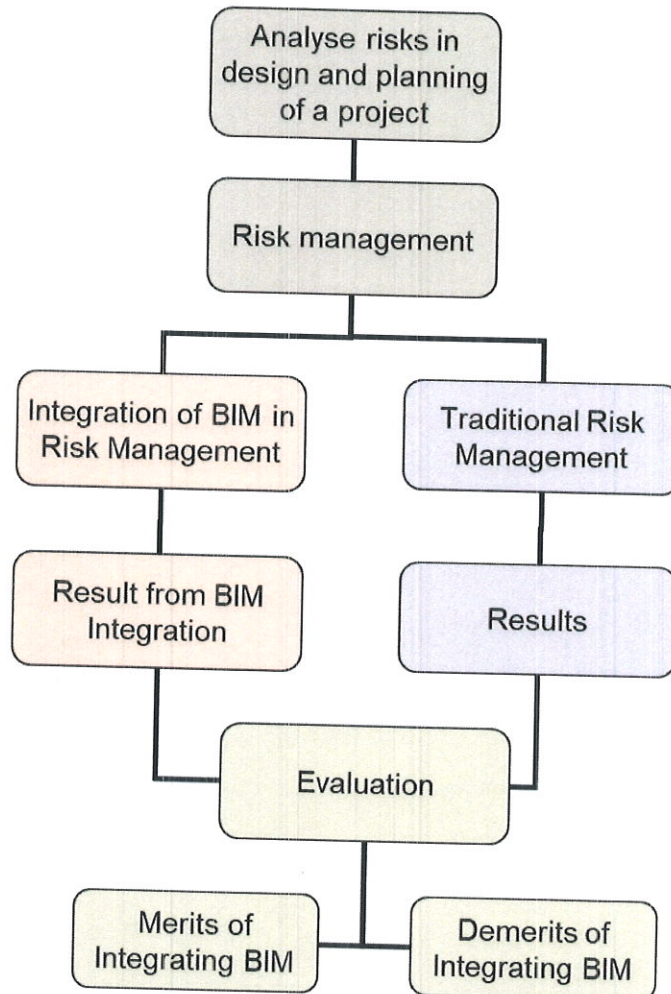 Analyse risks in
design and planning
of a project
Risk management
Integration of BIM in
Risk Management
Traditional Risk
Management
Result from BIM
Integration
Results
Evaluation
Merits of
Integrating BIM
Demerits of
Integrating BIM